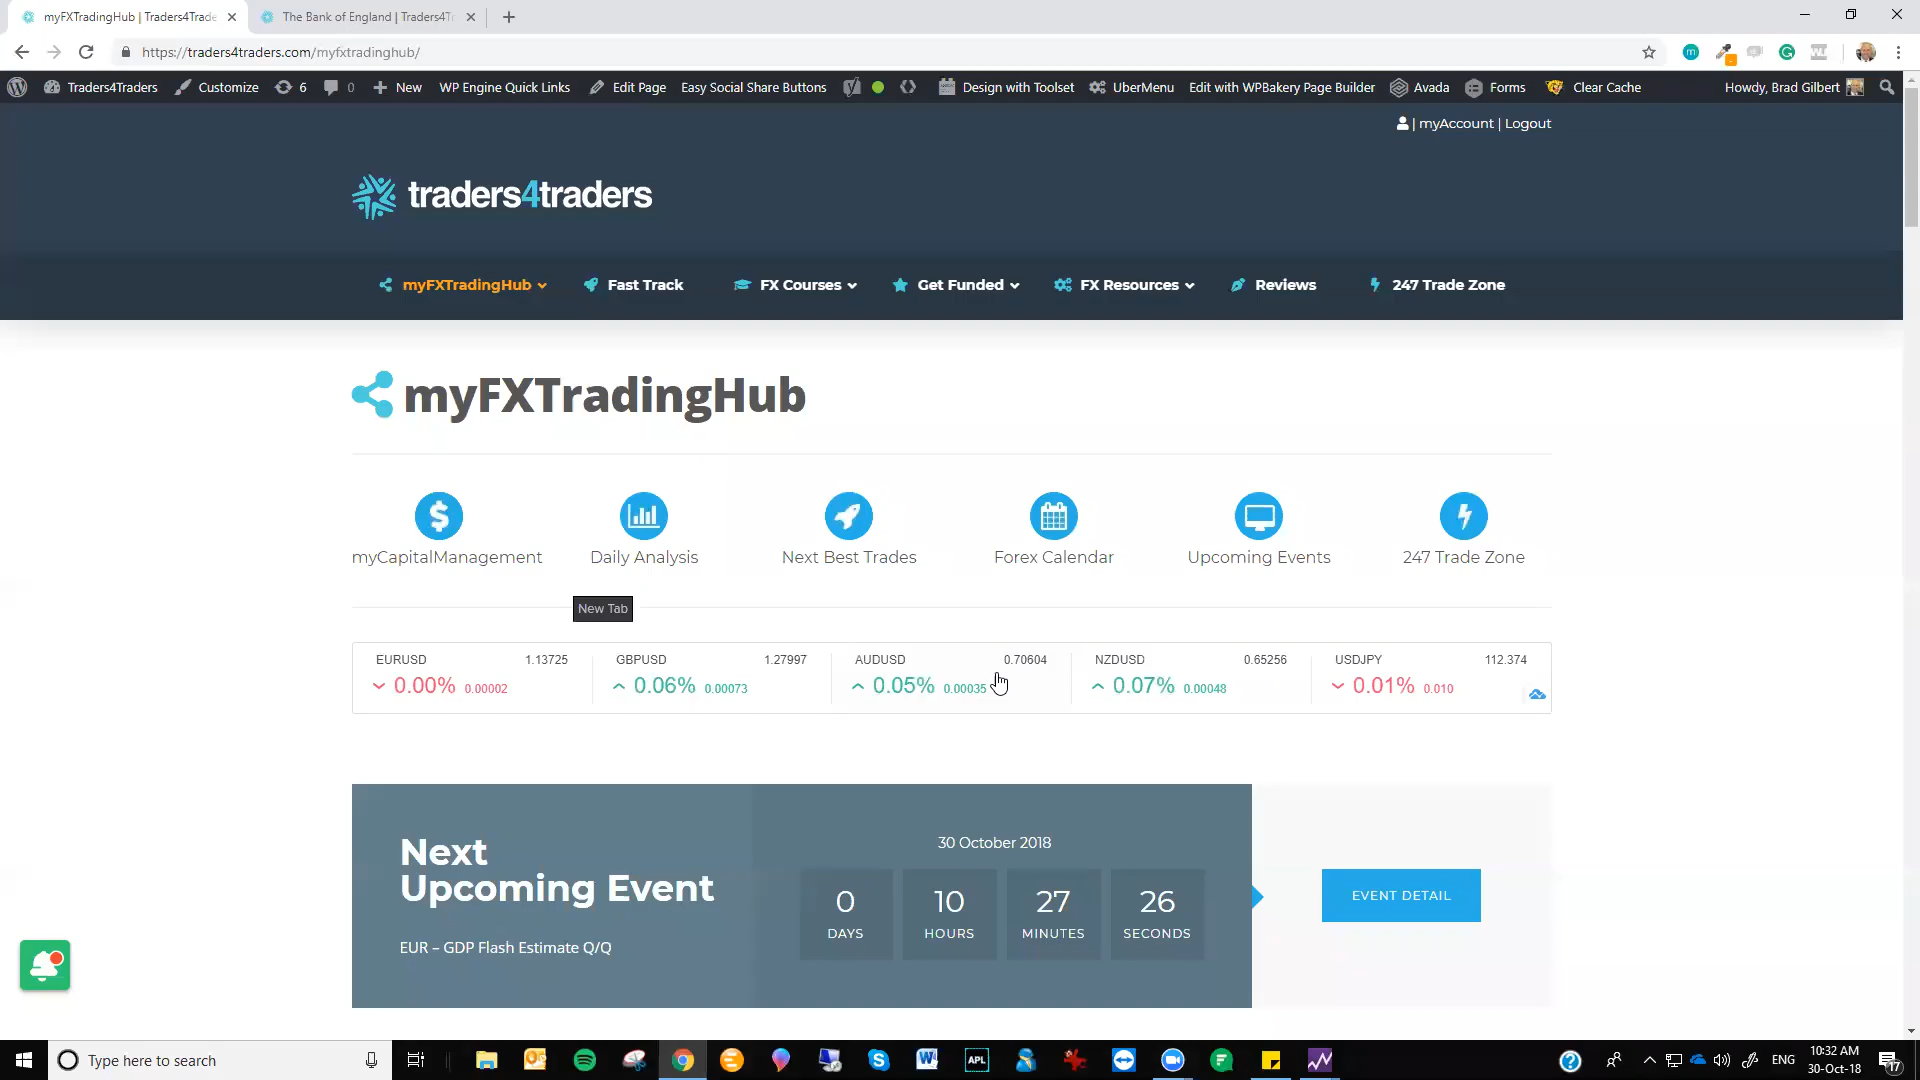 myFXTradingHub | Traders4Trade
The Bank of England | Traders4T
https://traders4traders.com/myfxtradinghub/
Traders4Traders Customize 6 0 New WP Engine Quick Links Edit Page Easy Social Share Buttons Design with Toolset UberMenu Edit with WPBakery Page Builder Avada Forms Clear Cache Howdy, Brad Gilbert
| myAccount | Logout
traders4traders
myFXTradingHub Fast Track FX Courses Get Funded FX Resources Reviews 247 Trade Zone
myFXTradingHub
myCapitalManagement Daily Analysis Next Best Trades Forex Calendar Upcoming Events 247 Trade Zone
New Tab
EURUSD 1.13725 GBPUSD 1.27997 AUDUSD 0.70604 NZDUSD 0.65256 USDJPY 112.374
0.00% 0.00002 0.06% 0.00073 0.05% 0.00035 0.07% 0.00048 0.01% 0.010
Next
Upcoming Event
EUR – GDP Flash Estimate Q/Q
30 October 2018
0 10 27 26
DAYS HOURS MINUTES SECONDS
EVENT DETAIL
Type here to search
APL
ENG
10:32 AM
30-Oct-18
17